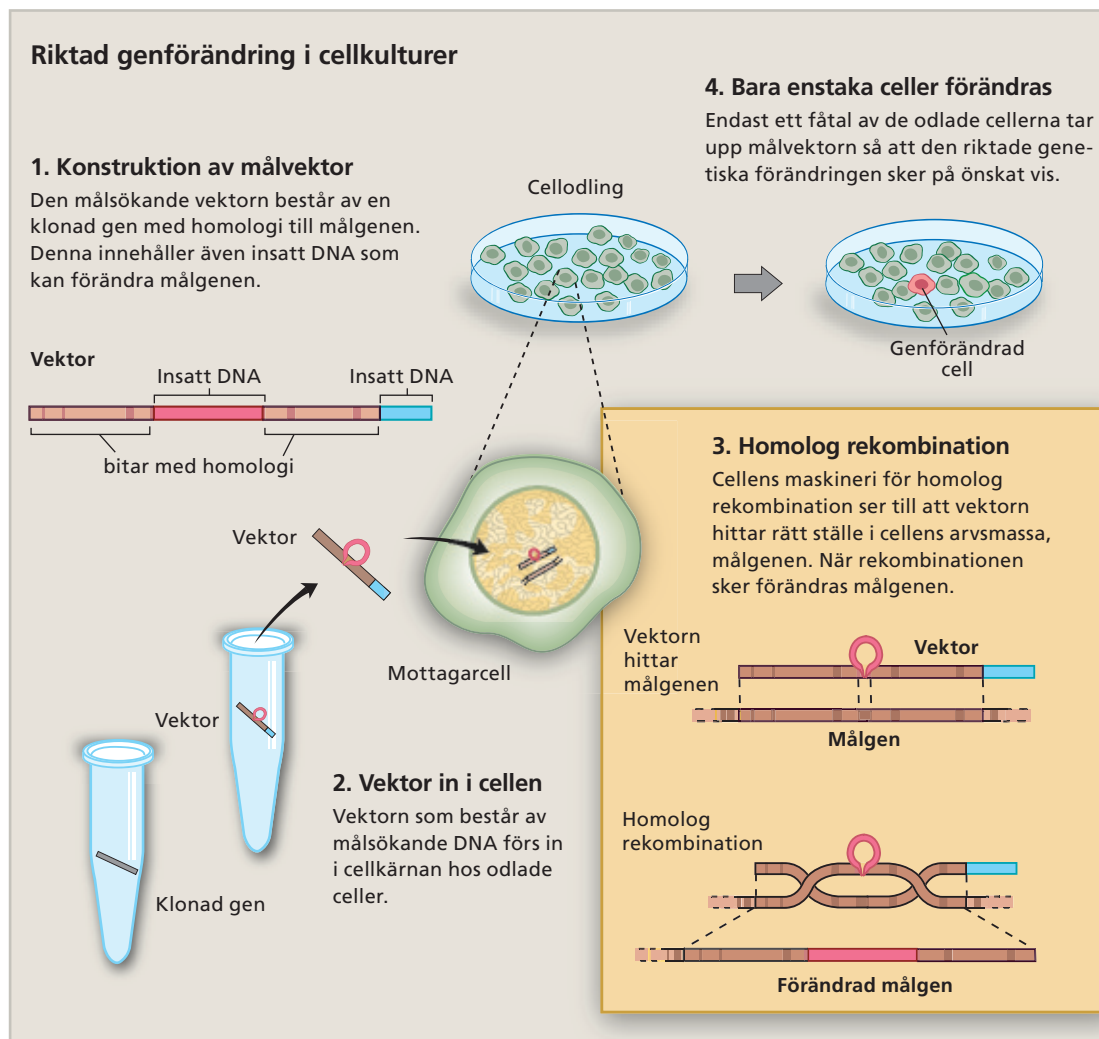 Riktad genförändring i cellkulturer
1. Konstruktion av målvektor
Den målsökande vektorn består av en
klonad gen med homologi till målgenen.
Denna innehåller även insatt DNA som
kan förändra målgenen.
Vektor
Insatt DNA
Insatt DNA
bitar med homologi
Cellodling
4. Bara enstaka celler förändras
Endast ett fåtal av de odlade cellerna tar
upp målvektorn så att den riktade gene-
tiska förändringen sker på önskat vis.
Genförändrad
cell
Vektor
Mottagarcell
Vektor
Klonad gen
2. Vektor in i cellen
Vektorn som består av
målsökande DNA förs in
i cellkärnan hos odlade
celler.
3. Homolog rekombination
Cellens maskineri för homolog
rekombination ser till att vektorn
hittar rätt ställe i cellens arvsmassa,
målgenen. När rekombinationen
sker förändras målgenen.
Vektorn
hittar
målgenen
Vektor
Målgen
Homolog
rekombination
Förändrad målgen